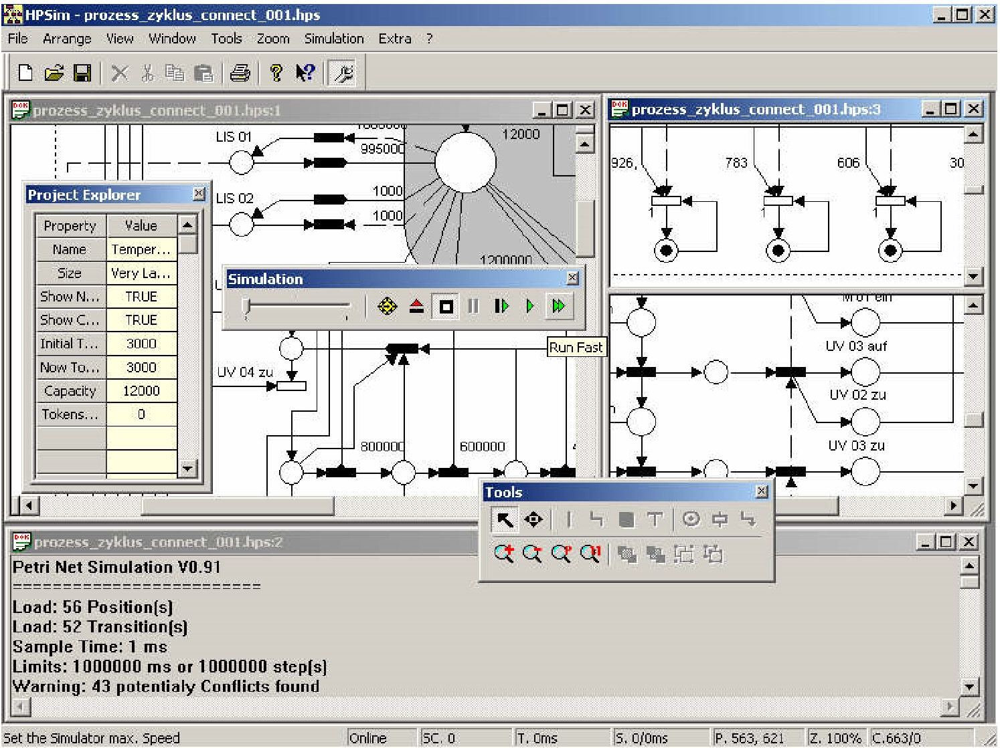 HPSim - prozess_zyklus_connect_001.hps
File Arrange View Window Tools Zoom Simulation Extra ?
prozess_zyklus_connect_001.hps:1
LIS 01
995000
12000
LIS 02
1000
1000
1200000
UV 04 zu
800000
600000
Project Explorer
Property Value
Name Temper...
Size Very La...
Show N... TRUE
Show C... TRUE
Initial T... 3000
Now To... 3000
Capacity 12000
Tokens... 0
Simulation
Run Fast
prozess_zyklus_connect_001.hps:3
926, 783 606 30
1 1 1
UV 03 auf
UV 02 zu
UV 03 zu
Tools
prozess_zyklus_connect_001.hps:2
Petri Net Simulation V0.91
==========================
Load: 56 Position(s)
Load: 52 Transition(s)
Sample Time: 1 ms
Limits: 1000000 ms or 1000000 step(s)
Warning: 43 potentialy Conflicts found
Set the Simulator max. Speed Online SC. 0 T. 0ms S. 0/0ms P. 563, 621 Z. 100% C.663/0